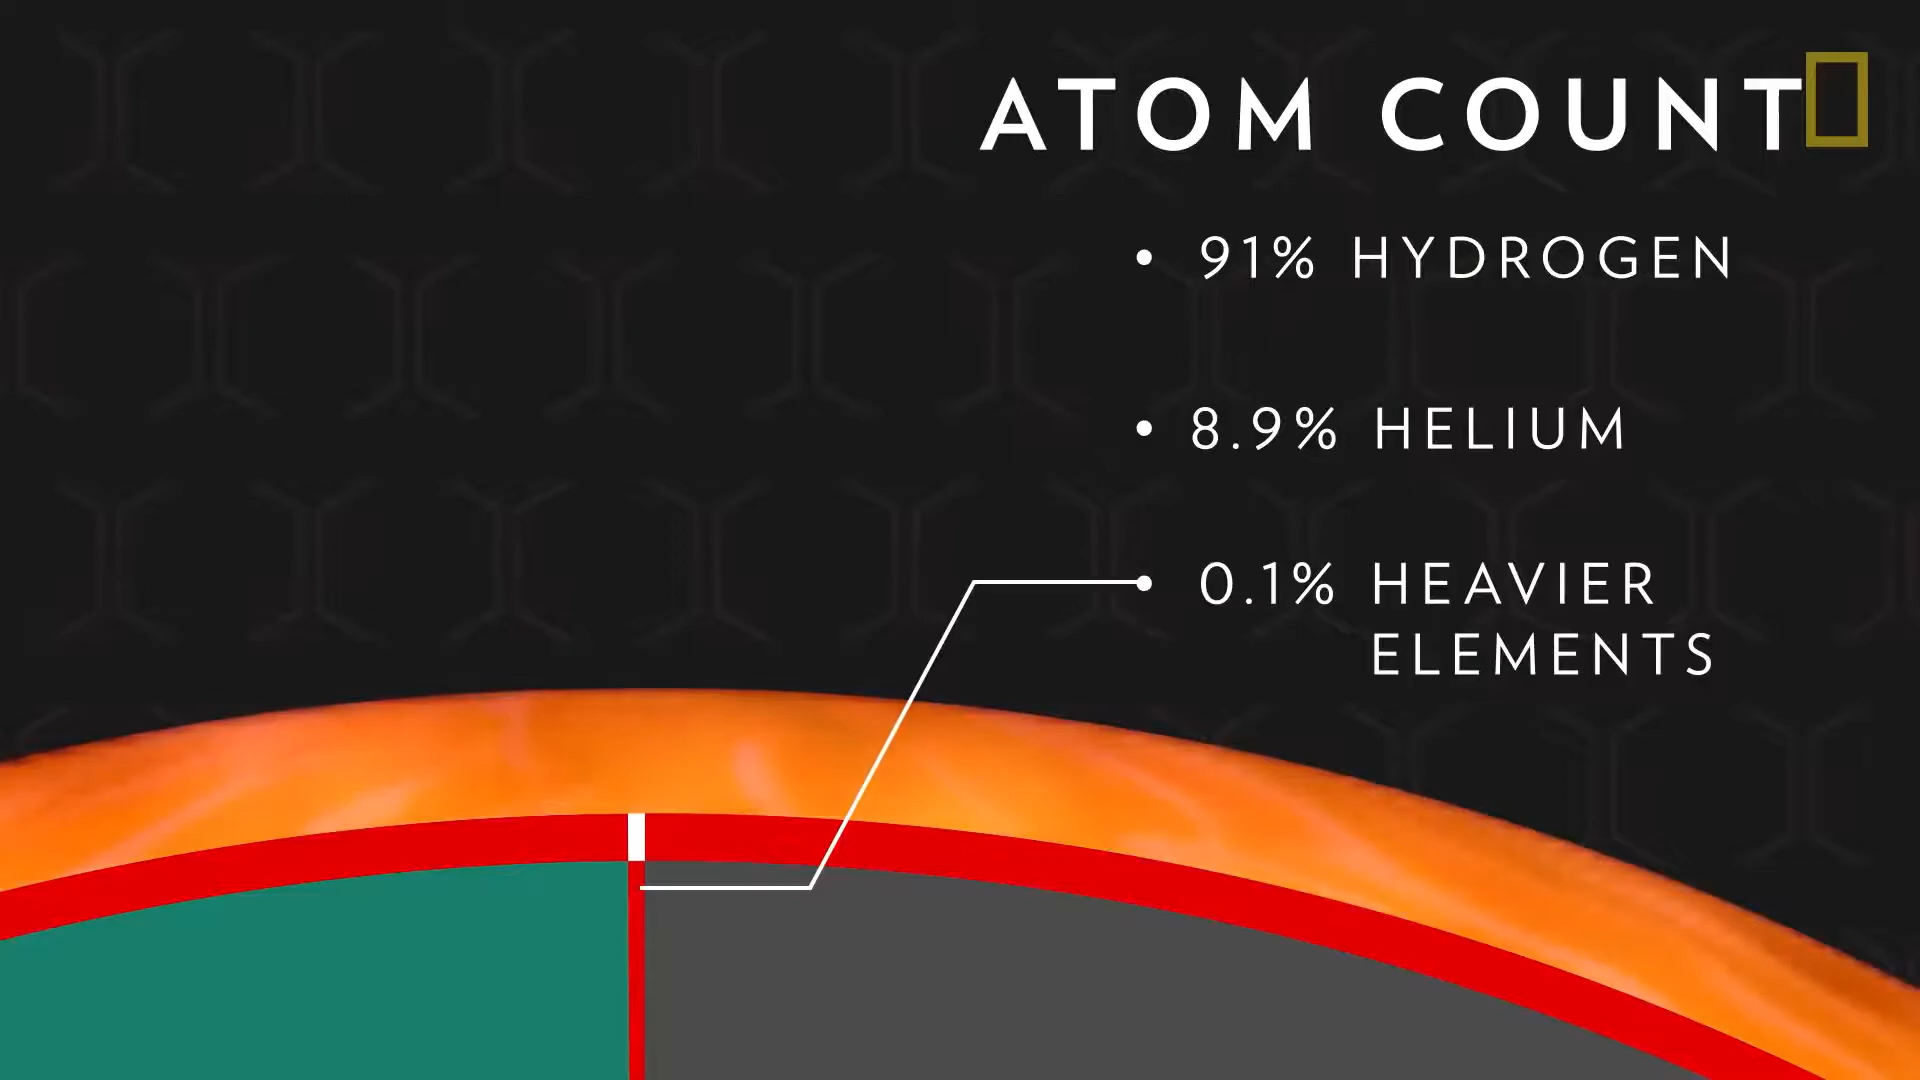 ATOM COUNT
• 91% HYDROGEN
• 8.9% HELIUM
• 0.1% HEAVIER
ELEMENTS